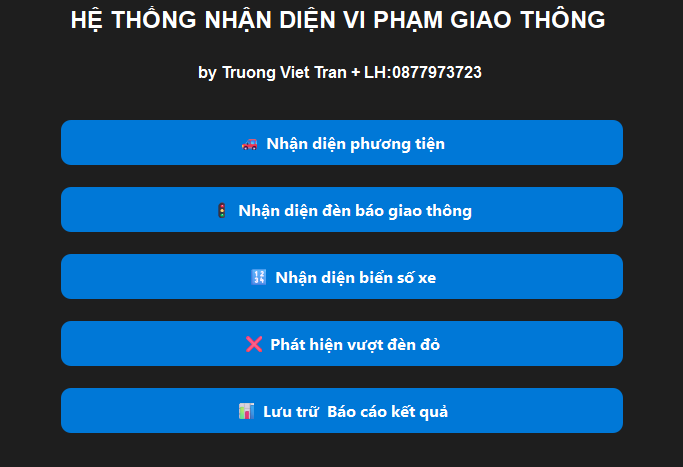 HỆ THỐNG NHẬN DIỆN VI PHẠM GIAO THÔNG
by Truong Viet Tran + LH:0877973723
Nhận diện phương tiện
Nhận diện đèn báo giao thông
Nhận diện biển số xe
Phát hiện vượt đèn đỏ
Lưu trữ Báo cáo kết quả